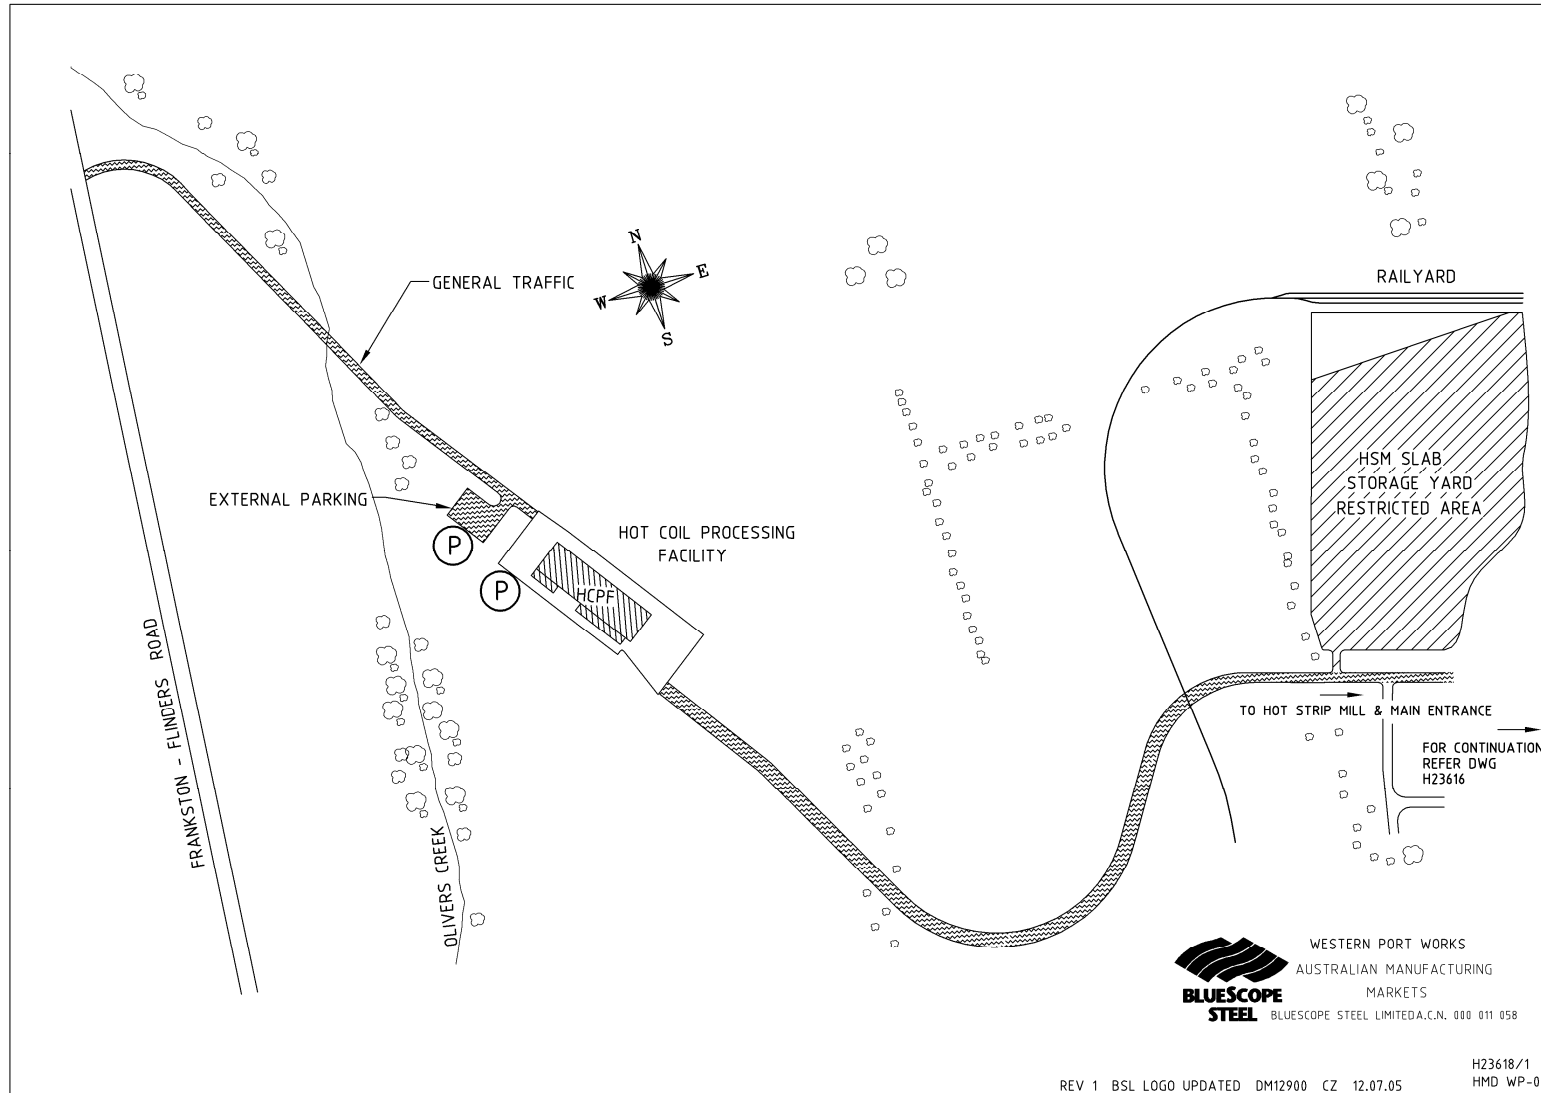 N
E
W
S
GENERAL TRAFFIC
RAILYARD
HSM SLAB
STORAGE YARD
RESTRICTED AREA
EXTERNAL PARKING
P
P
HOT COIL PROCESSING
FACILITY
HCPF
FRANKSTON - FLINDERS ROAD
OLIVERS CREEK
TO HOT STRIP MILL & MAIN ENTRANCE
FOR CONTINUATION
REFER DWG
H23616
BLUESCOPE
STEEL
WESTERN PORT WORKS
AUSTRALIAN MANUFACTURING
MARKETS
BLUESCOPE STEEL LIMITED A.C.N. 000 011 058
H23618/1
REV 1 BSL LOGO UPDATED DM12900 CZ 12.07.05
HMD WP-0